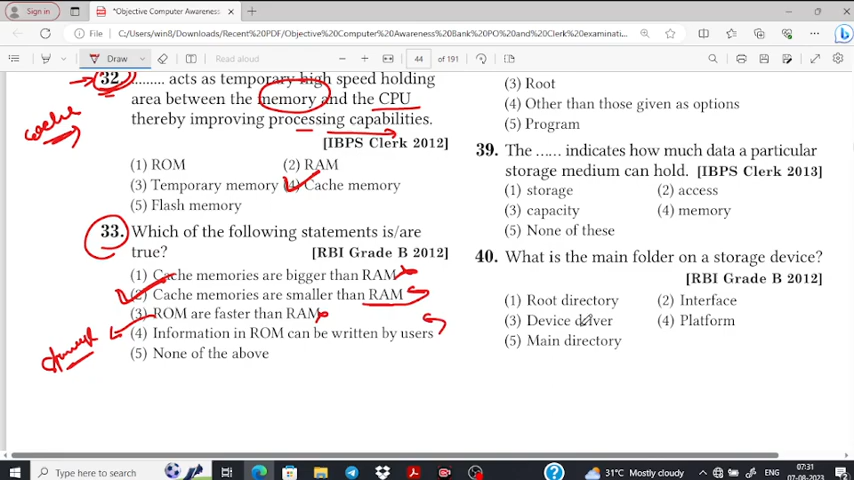 Sign in
*Objective%20Computer%20Awarenes
File
C:/Users/win8/Downloads/Recent%20PDF/Objective%20Computer%20Awareness%20Bank%20PO%20and%20Clerk%20examinati...
Draw
Read aloud
44 of 191
32. ......... acts as temporary high speed holding
area between the memory and the CPU
thereby improving processing capabilities.
[IBPS Clerk 2012]
(1) ROM (2) RAM
(3) Temporary memory (4) Cache memory
(5) Flash memory
cache
33. Which of the following statements is/are
true? [RBI Grade B 2012]
(1) Cache memories are bigger than RAM
(2) Cache memories are smaller than RAM
(3) ROM are faster than RAM
(4) Information in ROM can be written by users
(5) None of the above
(3) Root
(4) Other than those given as options
(5) Program
39. The ...... indicates how much data a particular
storage medium can hold. [IBPS Clerk 2013]
(1) storage (2) access
(3) capacity (4) memory
(5) None of these
40. What is the main folder on a storage device?
[RBI Grade B 2012]
(1) Root directory (2) Interface
(3) Device driver (4) Platform
(5) Main directory
Type here to search
31°C Mostly cloudy
ENG
07:31
07-08-2023